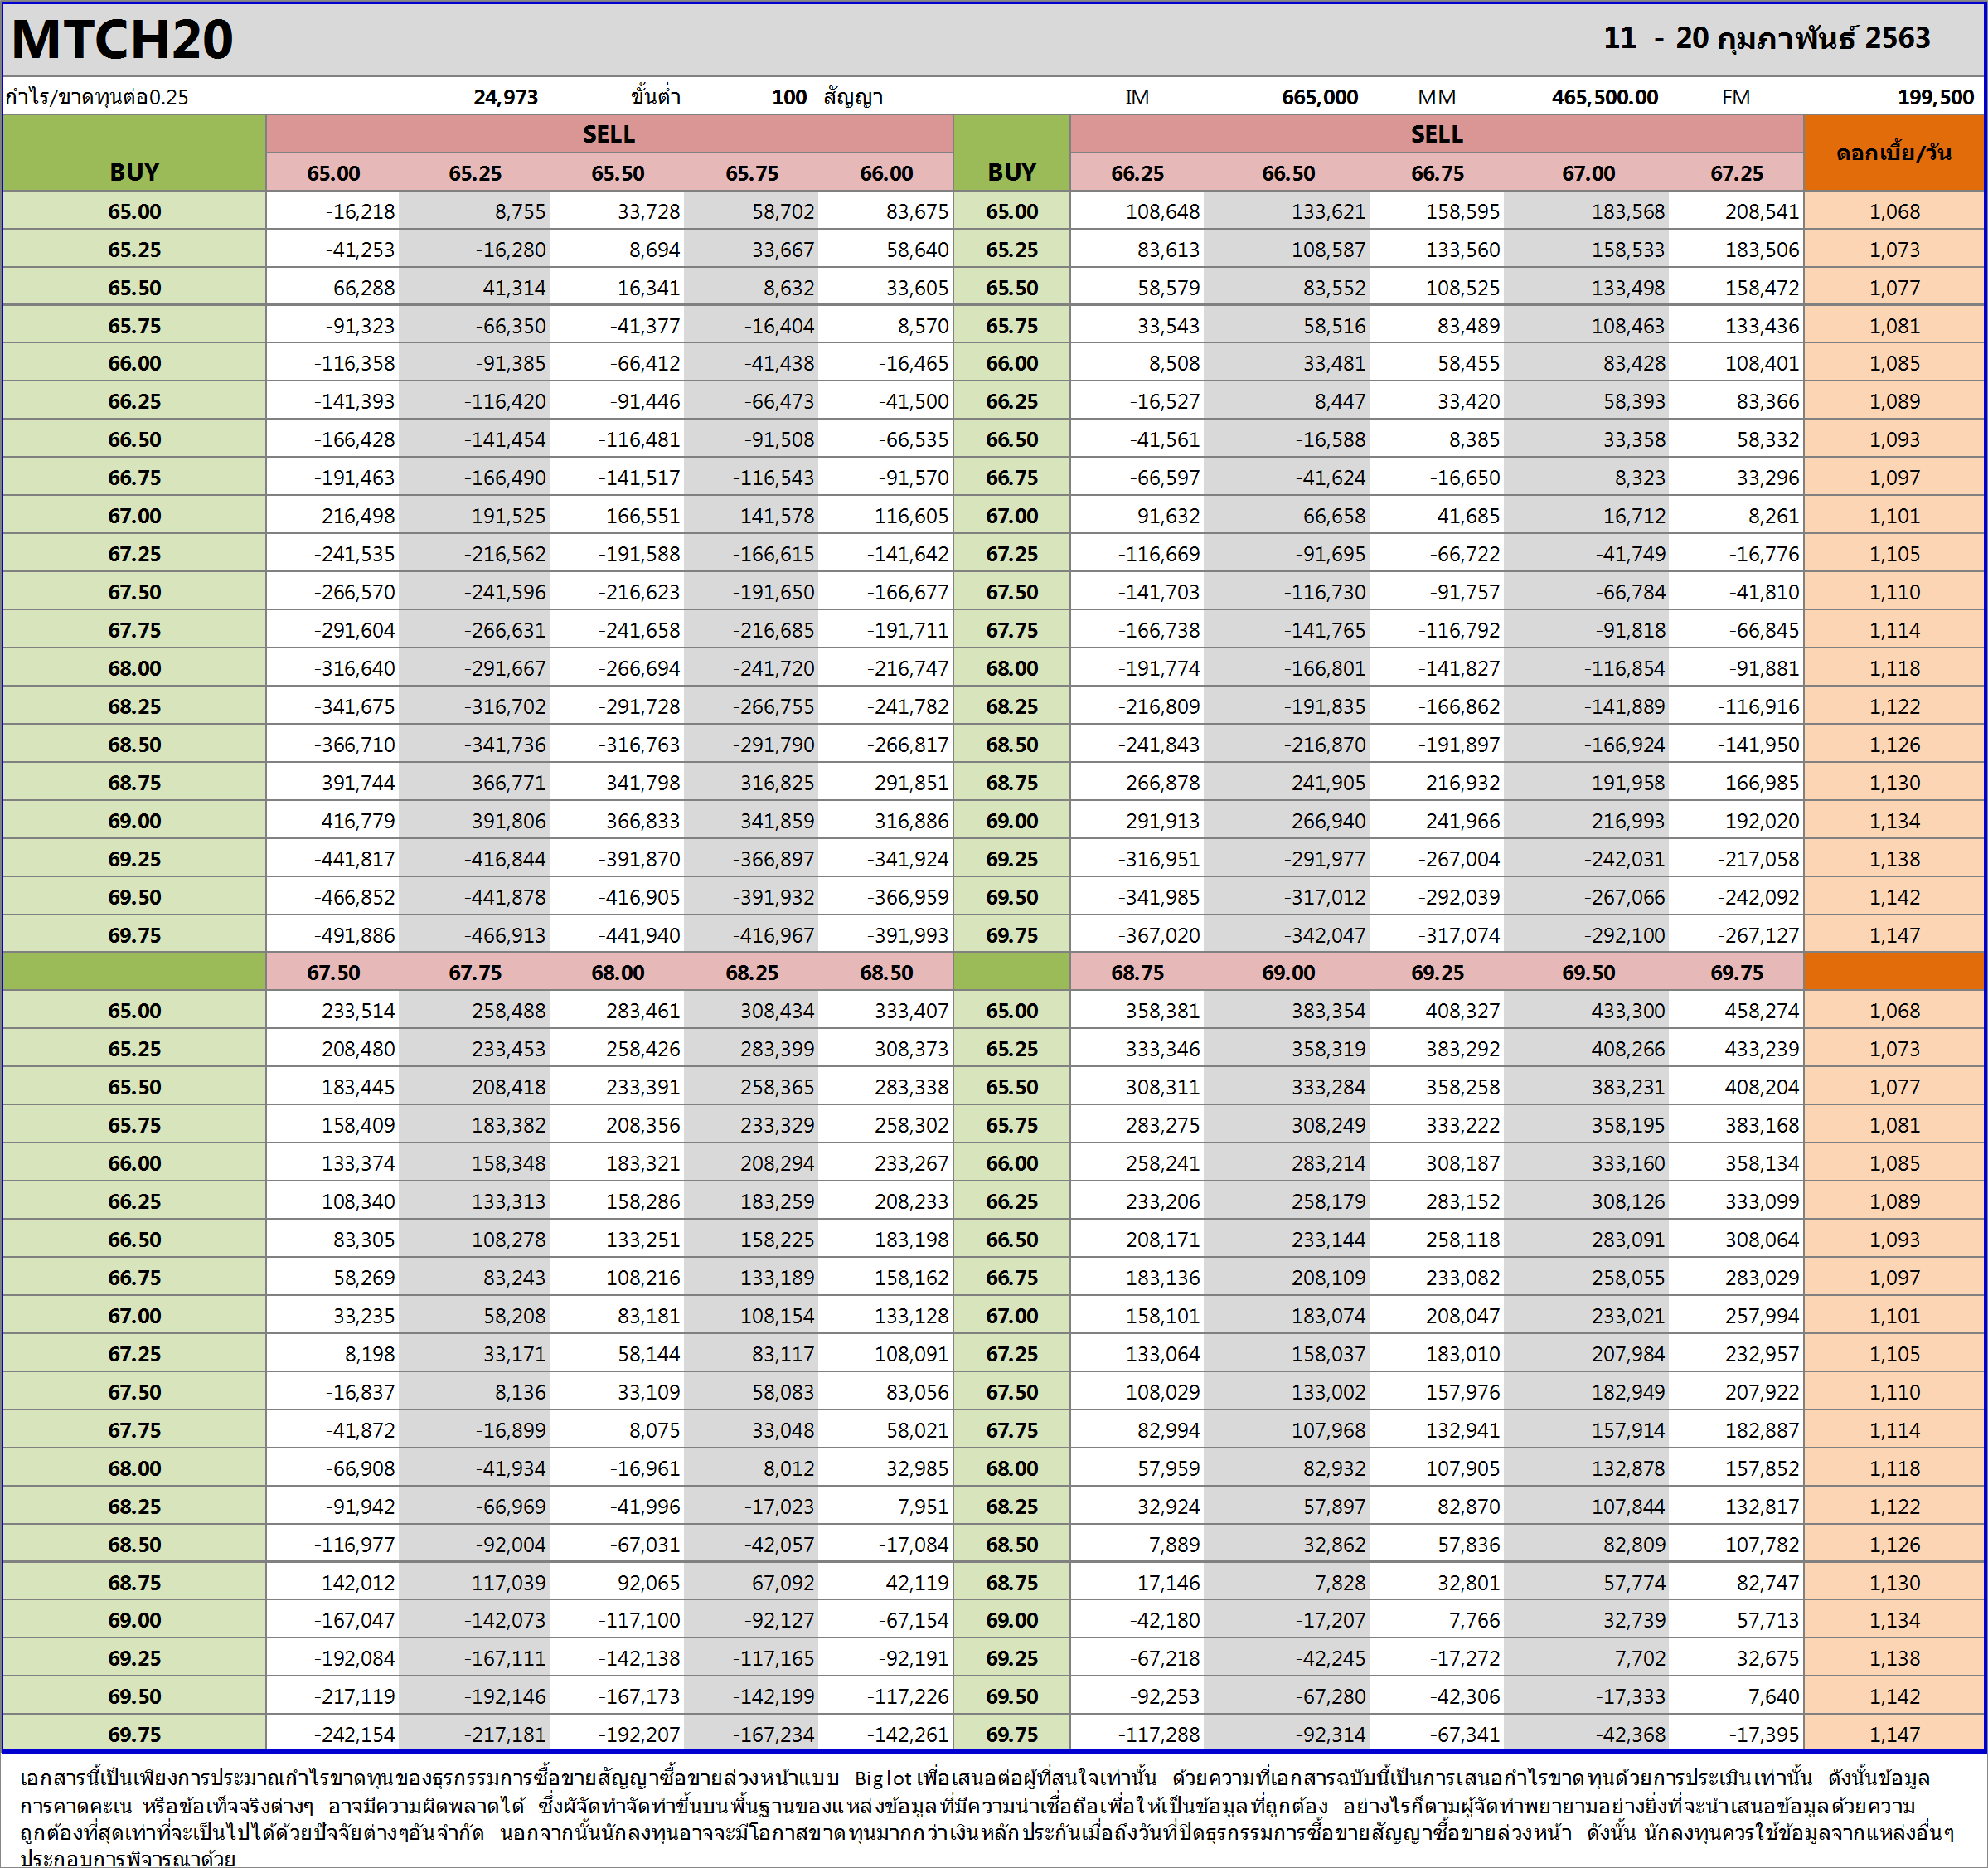 MTCH20 11 - 20 กุมภาพันธ์ 2563
กำไร/ขาดทุนต่อ0.25 24,973 ขั้นต่ำ 100 สัญญา IM 665,000 MM 465,500.00 FM 199,500
SELL SELL
BUY BUY ดอกเบี้ย/วัน
65.00 65.25 65.50 65.75 66.00 66.25 66.50 66.75 67.00 67.25
65.00 -16,218 8,755 33,728 58,702 83,675 65.00 108,648 133,621 158,595 183,568 208,541 1,068
65.25 -41,253 -16,280 8,694 33,667 58,640 65.25 83,613 108,587 133,560 158,533 183,506 1,073
65.50 -66,288 -41,314 -16,341 8,632 33,605 65.50 58,579 83,552 108,525 133,498 158,472 1,077
65.75 -91,323 -66,350 -41,377 -16,404 8,570 65.75 33,543 58,516 83,489 108,463 133,436 1,081
66.00 -116,358 -91,385 -66,412 -41,438 -16,465 66.00 8,508 33,481 58,455 83,428 108,401 1,085
66.25 -141,393 -116,420 -91,446 -66,473 -41,500 66.25 -16,527 8,447 33,420 58,393 83,366 1,089
66.50 -166,428 -141,454 -116,481 -91,508 -66,535 66.50 -41,561 -16,588 8,385 33,358 58,332 1,093
66.75 -191,463 -166,490 -141,517 -116,543 -91,570 66.75 -66,597 -41,624 -16,650 8,323 33,296 1,097
67.00 -216,498 -191,525 -166,551 -141,578 -116,605 67.00 -91,632 -66,658 -41,685 -16,712 8,261 1,101
67.25 -241,535 -216,562 -191,588 -166,615 -141,642 67.25 -116,669 -91,695 -66,722 -41,749 -16,776 1,105
67.50 -266,570 -241,596 -216,623 -191,650 -166,677 67.50 -141,703 -116,730 -91,757 -66,784 -41,810 1,110
67.75 -291,604 -266,631 -241,658 -216,685 -191,711 67.75 -166,738 -141,765 -116,792 -91,818 -66,845 1,114
68.00 -316,640 -291,667 -266,694 -241,720 -216,747 68.00 -191,774 -166,801 -141,827 -116,854 -91,881 1,118
68.25 -341,675 -316,702 -291,728 -266,755 -241,782 68.25 -216,809 -191,835 -166,862 -141,889 -116,916 1,122
68.50 -366,710 -341,736 -316,763 -291,790 -266,817 68.50 -241,843 -216,870 -191,897 -166,924 -141,950 1,126
68.75 -391,744 -366,771 -341,798 -316,825 -291,851 68.75 -266,878 -241,905 -216,932 -191,958 -166,985 1,130
69.00 -416,779 -391,806 -366,833 -341,859 -316,886 69.00 -291,913 -266,940 -241,966 -216,993 -192,020 1,134
69.25 -441,817 -416,844 -391,870 -366,897 -341,924 69.25 -316,951 -291,977 -267,004 -242,031 -217,058 1,138
69.50 -466,852 -441,878 -416,905 -391,932 -366,959 69.50 -341,985 -317,012 -292,039 -267,066 -242,092 1,142
69.75 -491,886 -466,913 -441,940 -416,967 -391,993 69.75 -367,020 -342,047 -317,074 -292,100 -267,127 1,147
67.50 67.75 68.00 68.25 68.50 68.75 69.00 69.25 69.50 69.75
65.00 233,514 258,488 283,461 308,434 333,407 65.00 358,381 383,354 408,327 433,300 458,274 1,068
65.25 208,480 233,453 258,426 283,399 308,373 65.25 333,346 358,319 383,292 408,266 433,239 1,073
65.50 183,445 208,418 233,391 258,365 283,338 65.50 308,311 333,284 358,258 383,231 408,204 1,077
65.75 158,409 183,382 208,356 233,329 258,302 65.75 283,275 308,249 333,222 358,195 383,168 1,081
66.00 133,374 158,348 183,321 208,294 233,267 66.00 258,241 283,214 308,187 333,160 358,134 1,085
66.25 108,340 133,313 158,286 183,259 208,233 66.25 233,206 258,179 283,152 308,126 333,099 1,089
66.50 83,305 108,278 133,251 158,225 183,198 66.50 208,171 233,144 258,118 283,091 308,064 1,093
66.75 58,269 83,243 108,216 133,189 158,162 66.75 183,136 208,109 233,082 258,055 283,029 1,097
67.00 33,235 58,208 83,181 108,154 133,128 67.00 158,101 183,074 208,047 233,021 257,994 1,101
67.25 8,198 33,171 58,144 83,117 108,091 67.25 133,064 158,037 183,010 207,984 232,957 1,105
67.50 -16,837 8,136 33,109 58,083 83,056 67.50 108,029 133,002 157,976 182,949 207,922 1,110
67.75 -41,872 -16,899 8,075 33,048 58,021 67.75 82,994 107,968 132,941 157,914 182,887 1,114
68.00 -66,908 -41,934 -16,961 8,012 32,985 68.00 57,959 82,932 107,905 132,878 157,852 1,118
68.25 -91,942 -66,969 -41,996 -17,023 7,951 68.25 32,924 57,897 82,870 107,844 132,817 1,122
68.50 -116,977 -92,004 -67,031 -42,057 -17,084 68.50 7,889 32,862 57,836 82,809 107,782 1,126
68.75 -142,012 -117,039 -92,065 -67,092 -42,119 68.75 -17,146 7,828 32,801 57,774 82,747 1,130
69.00 -167,047 -142,073 -117,100 -92,127 -67,154 69.00 -42,180 -17,207 7,766 32,739 57,713 1,134
69.25 -192,084 -167,111 -142,138 -117,165 -92,191 69.25 -67,218 -42,245 -17,272 7,702 32,675 1,138
69.50 -217,119 -192,146 -167,173 -142,199 -117,226 69.50 -92,253 -67,280 -42,306 -17,333 7,640 1,142
69.75 -242,154 -217,181 -192,207 -167,234 -142,261 69.75 -117,288 -92,314 -67,341 -42,368 -17,395 1,147
เอกสารนี้เป็นเพียงการประมาณกำไรขาดทุนของธุรกรรมการซื้อขายสัญญาซื้อขายล่วงหน้าแบบ Big lot เพื่อเสนอต่อผู้ที่สนใจเท่านั้น ด้วยความที่เอกสารฉบับนี้เป็นการเสนอกำไรขาดทุนด้วยการประเมินเท่านั้น ดังนั้นข้อมูล
การคาดคะเน หรือข้อเท็จจริงต่างๆ อาจมีความผิดพลาดได้ ซึ่งผัจัดทำจัดทำขึ้นบนพื้นฐานของแหล่งข้อมูลที่มีความน่าเชื่อถือเพื่อให้เป็นข้อมูลที่ถูกต้อง อย่างไรก็ตามผู้จัดทำพยายามอย่างยิ่งที่จะนำเสนอข้อมูลด้วยความ
ถูกต้องที่สุดเท่าที่จะเป็นไปได้ด้วยปัจจัยต่างๆอันจำกัด นอกจากนั้นนักลงทุนอาจจะมีโอกาสขาดทุนมากกว่าเงินหลักประกันเมื่อถึงวันที่ปิดธุรกรรมการซื้อขายสัญญาซื้อขายล่วงหน้า ดังนั้น นักลงทุนควรใช้ข้อมูลจากแหล่งอื่นๆ
ประกอบการพิจารณาด้วย